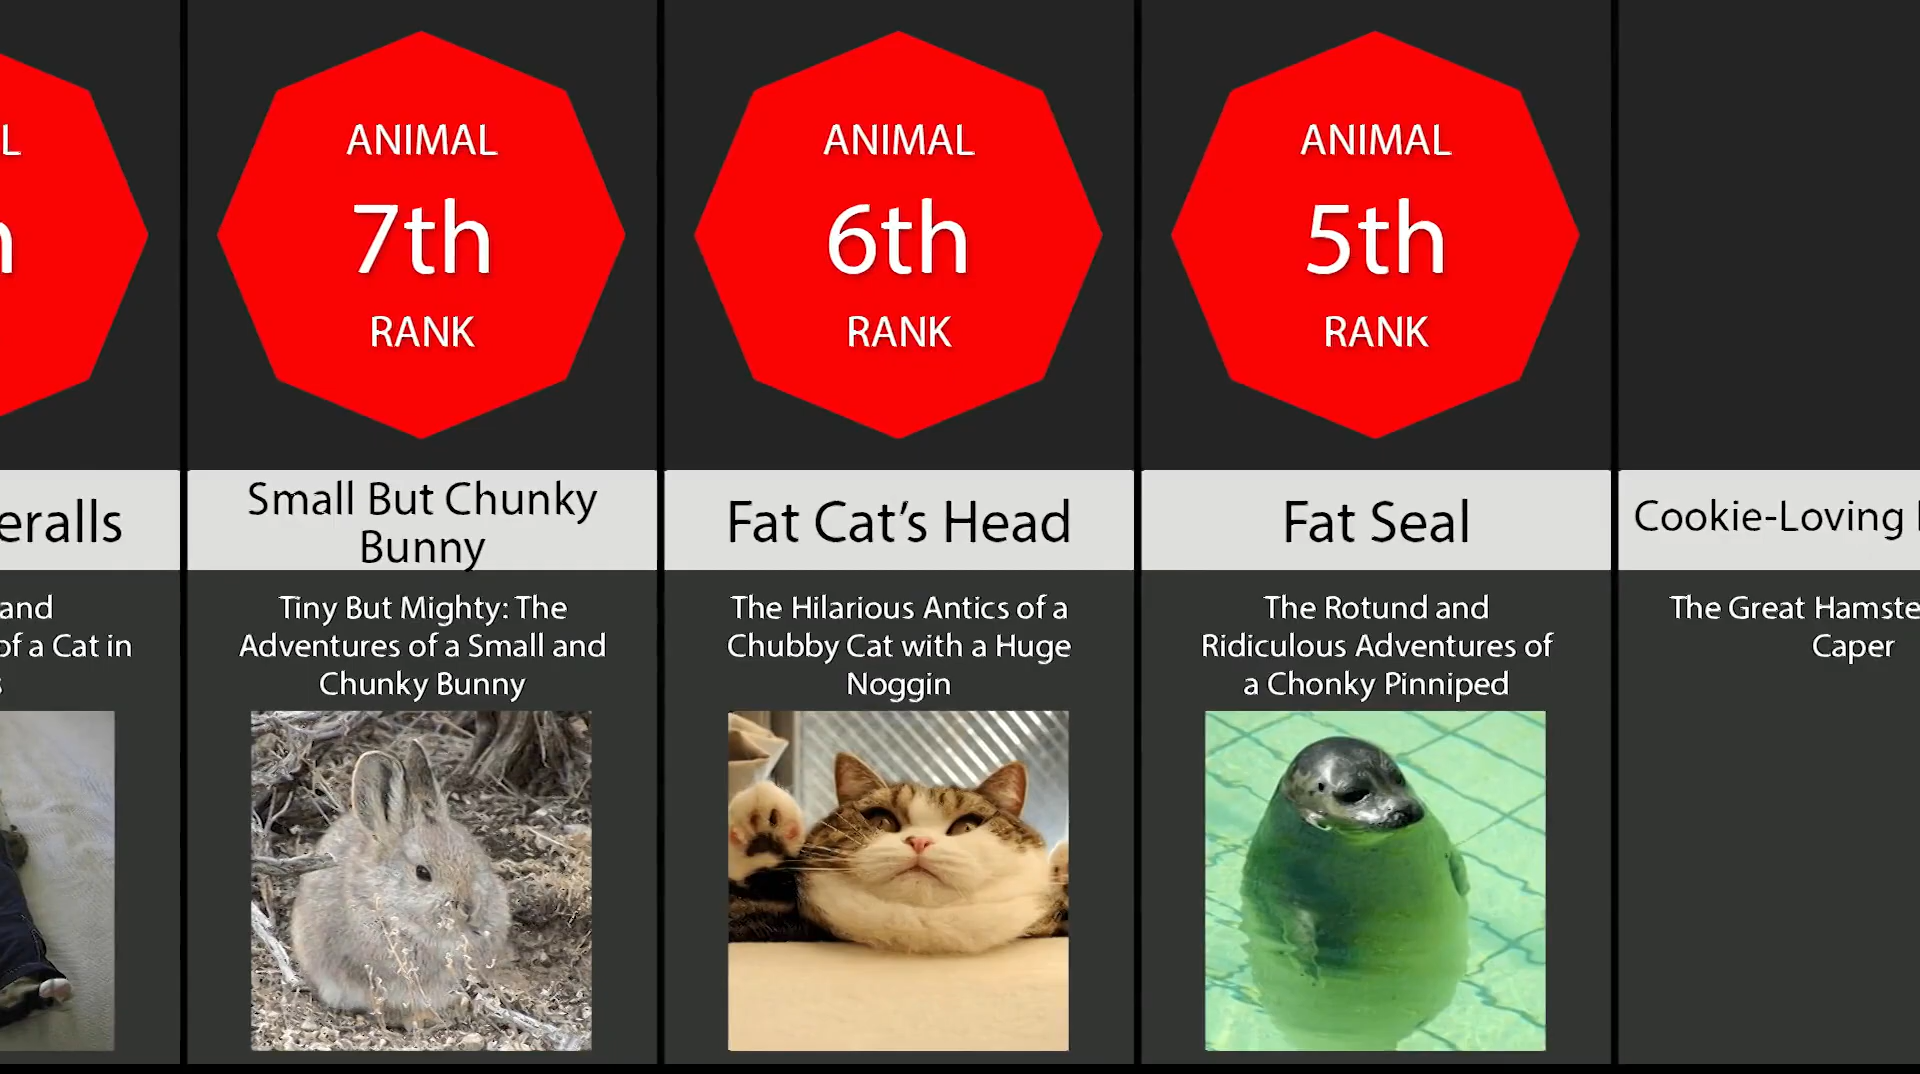 ANIMAL
7th
RANK
Small But Chunky
Bunny
Tiny But Mighty: The
Adventures of a Small and
Chunky Bunny
ANIMAL
6th
RANK
Fat Cat’s Head
The Hilarious Antics of a
Chubby Cat with a Huge
Noggin
ANIMAL
5th
RANK
Fat Seal
The Rotund and
Ridiculous Adventures of
a Chonky Pinniped
and
of a Cat in
Cookie-Loving
The Great
Caper